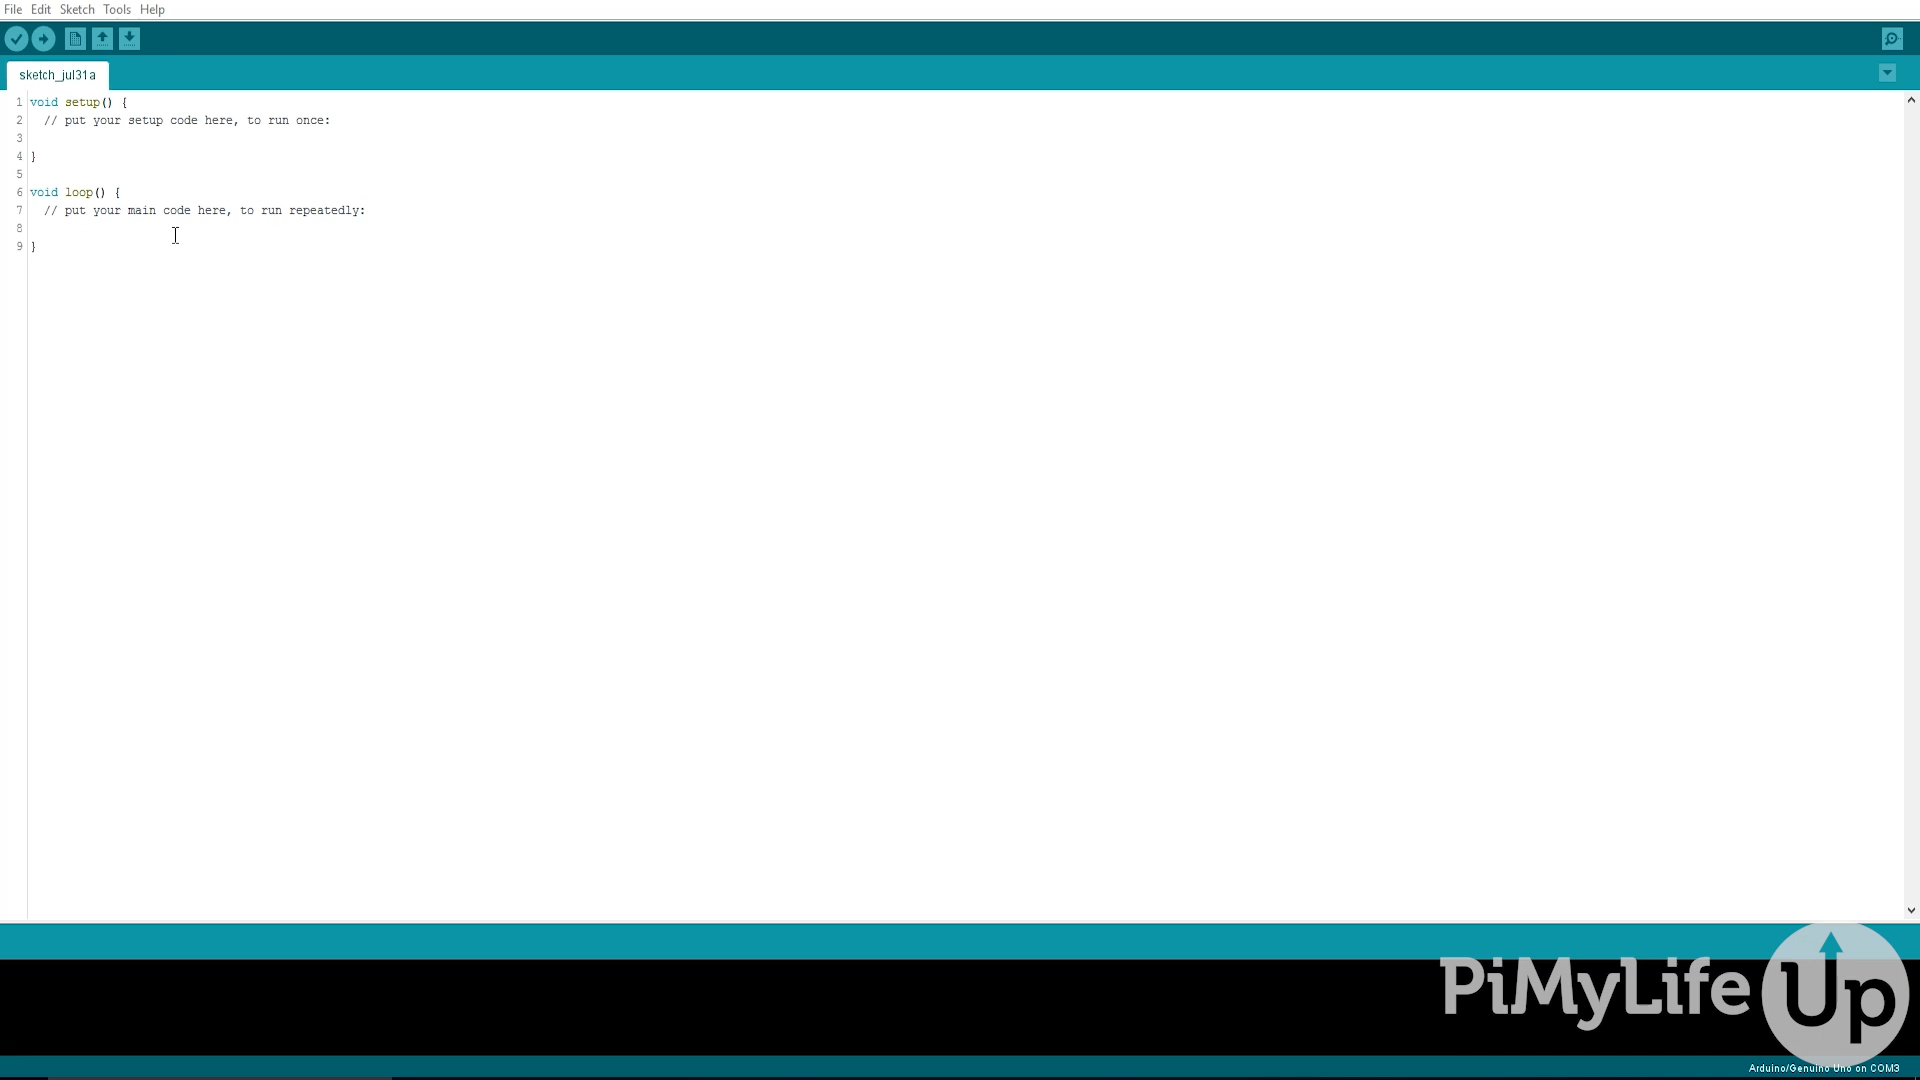 File Edit Sketch Tools Help
sketch_jul31a
1 void setup() {
2 // put your setup code here, to run once:
3
4 }
5
6 void loop() {
7 // put your main code here, to run repeatedly:
8
9 }
PiMyLifeUp
Arduino/Genuino Uno on COM3